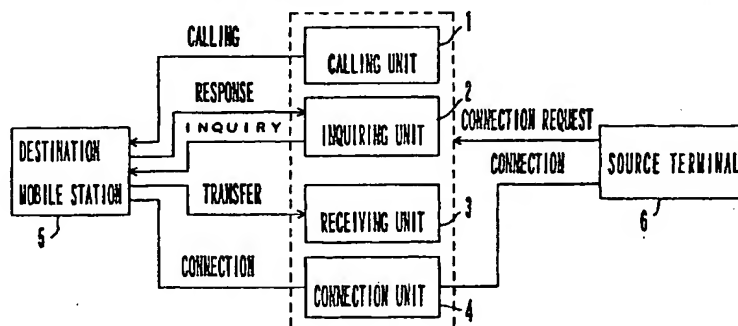 CALLING
1
CALLING UNIT
RESPONSE
2
INQUIRY
INQUIRING UNIT
CONNECTION REQUEST
DESTINATION
MOBILE STATION
5
CONNECTION
SOURCE TERMINAL
6
TRANSFER
3
RECEIVING UNIT
CONNECTION
CONNECTION UNIT
4